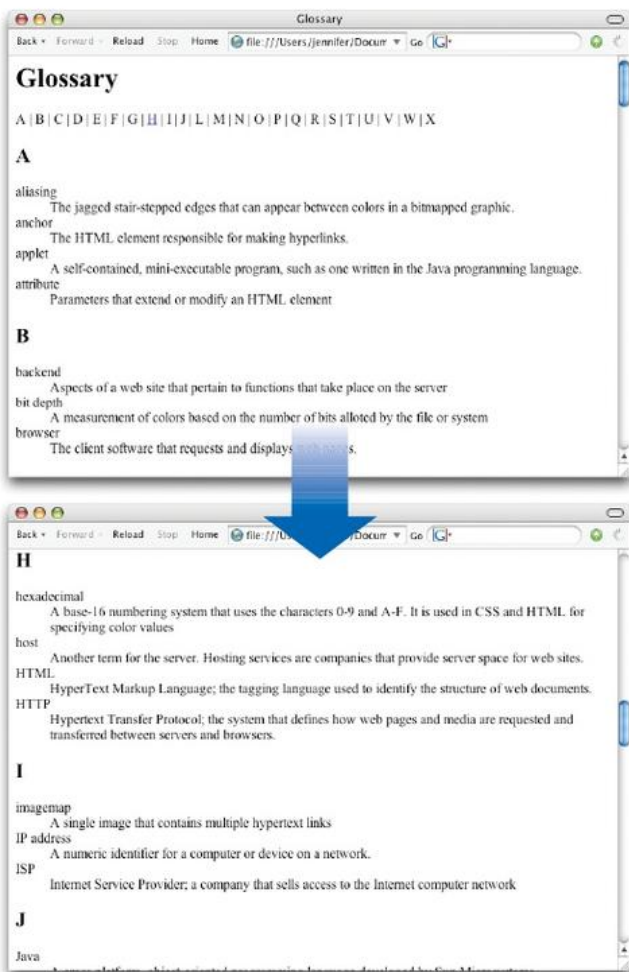 Glossary
Back Forward Reload Stop Home file:///Users/jennifer/Docum Go G
Glossary
A | B | C | D | E | F | G | H | I | J | L | M | N | O | P | Q | R | S | T | U | V | W | X
A
aliasing
The jagged stair-stepped edges that can appear between colors in a bitmapped graphic.
anchor
The HTML element responsible for making hyperlinks.
applet
A self-contained, mini-executable program, such as one written in the Java programming language.
attribute
Parameters that extend or modify an HTML element
B
backend
Aspects of a web site that pertain to functions that take place on the server
bit depth
A measurement of colors based on the number of bits alloted by the file or system
browser
The client software that requests and displays
Back Forward Reload Stop Home file:///U Docum Go G
H
hexadecimal
A base-16 numbering system that uses the characters 0-9 and A-F. It is used in CSS and HTML for
specifying color values
host
Another term for the server. Hosting services are companies that provide server space for web sites.
HTML
HyperText Markup Language; the tagging language used to identify the structure of web documents.
HTTP
Hypertext Transfer Protocol; the system that defines how web pages and media are requested and
transferred between servers and browsers.
I
imagemap
A single image that contains multiple hypertext links
IP address
A numeric identifier for a computer or device on a network.
ISP
Internet Service Provider; a company that sells access to the Internet computer network
J
Java